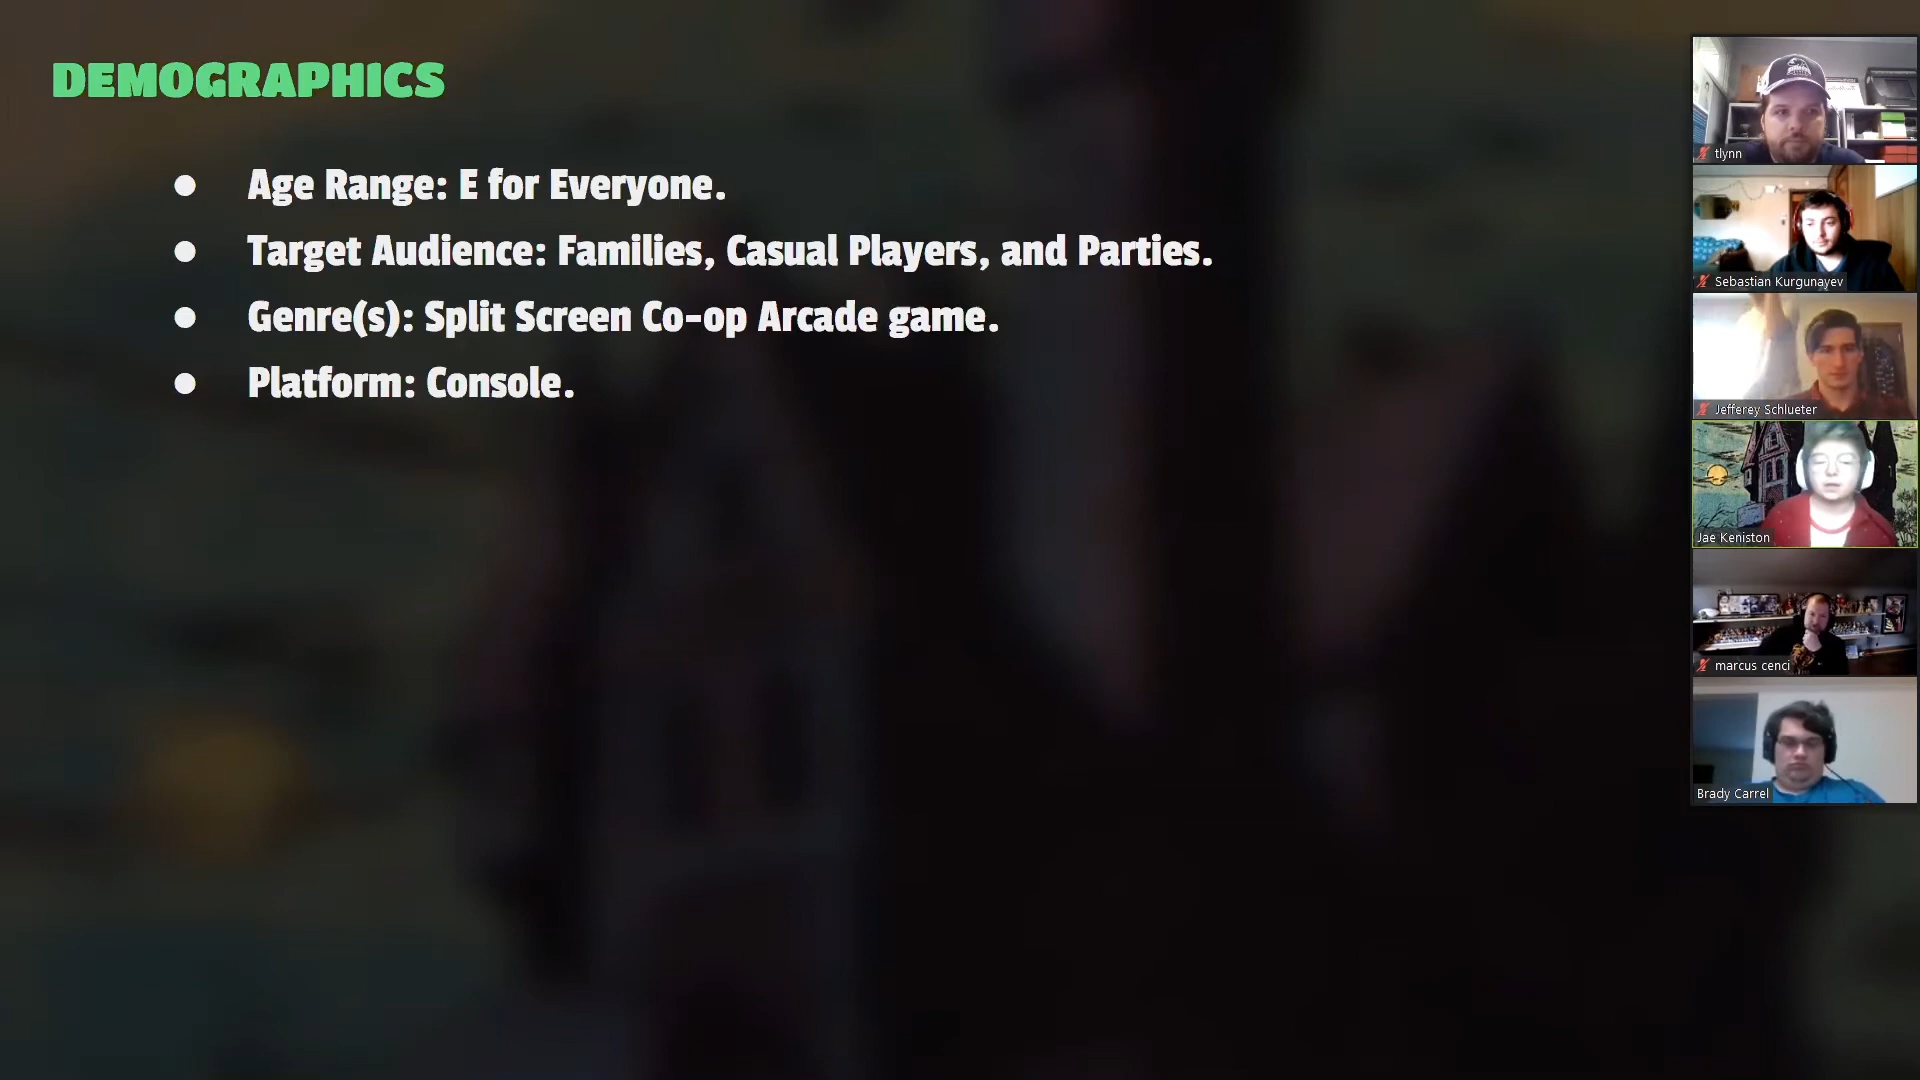 DEMOGRAPHICS
● Age Range: E for Everyone.
● Target Audience: Families, Casual Players, and Parties.
● Genre(s): Split Screen Co-op Arcade game.
● Platform: Console.
tlynn
Sebastian Kurgunayev
Jefferey Schlueter
Jae Keniston
marcus cenci
Brady Carrel